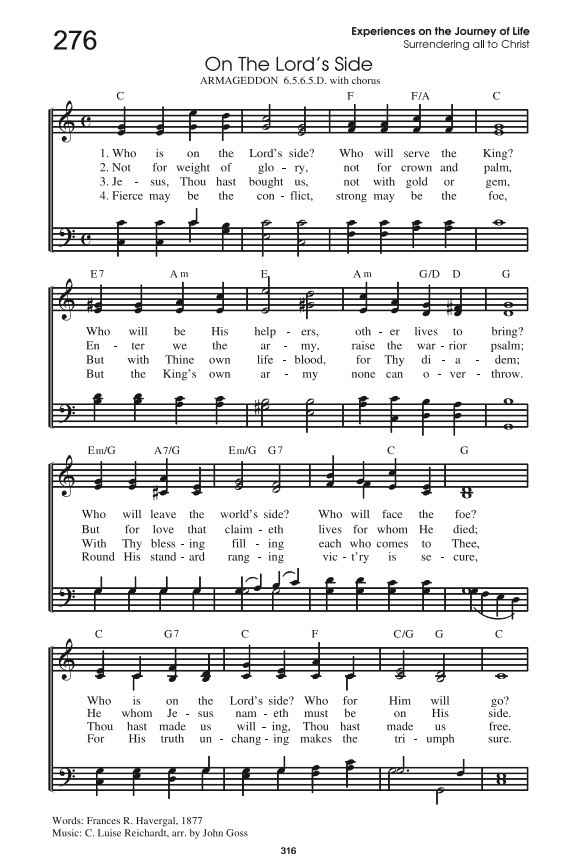 276
Experiences on the Journey of Life
Surrendering all to Christ
On The Lord's Side
ARMAGEDDON 6.5.6.5.D. with chorus
C F F/A C
1. Who is on the Lord's side? Who will serve the King?
2. Not for weight of glo - ry, not for crown and palm,
3. Je - sus, Thou hast bought us, not with gold or gem,
4. Fierce may be the con - flict, strong may be the foe,
E7 Am E Am G/D D G
Who will be His help - ers, oth - er lives to bring?
En - ter we the ar - my, raise the war - rior psalm;
But with Thine own life - blood, for Thy di - a - dem;
But the King's own ar - my none can o - ver - throw.
Em/G A7/G Em/G G7 C G
Who will leave the world's side? Who will face the foe?
But for love that claim - eth lives for whom He died;
With Thy bless - ing fill - ing each who comes to Thee,
Round His stand - ard rang - ing vic - t'ry is se - cure,
C G7 C F C/G G C
Who is on the Lord's side? Who for Him will go?
He whom Je - sus nam - eth must be on His side.
Thou hast made us will - ing, Thou hast made us free.
For His truth un - chang - ing makes the tri - umph sure.
Words: Frances R. Havergal, 1877
Music: C. Luise Reichardt, arr. by John Goss
316